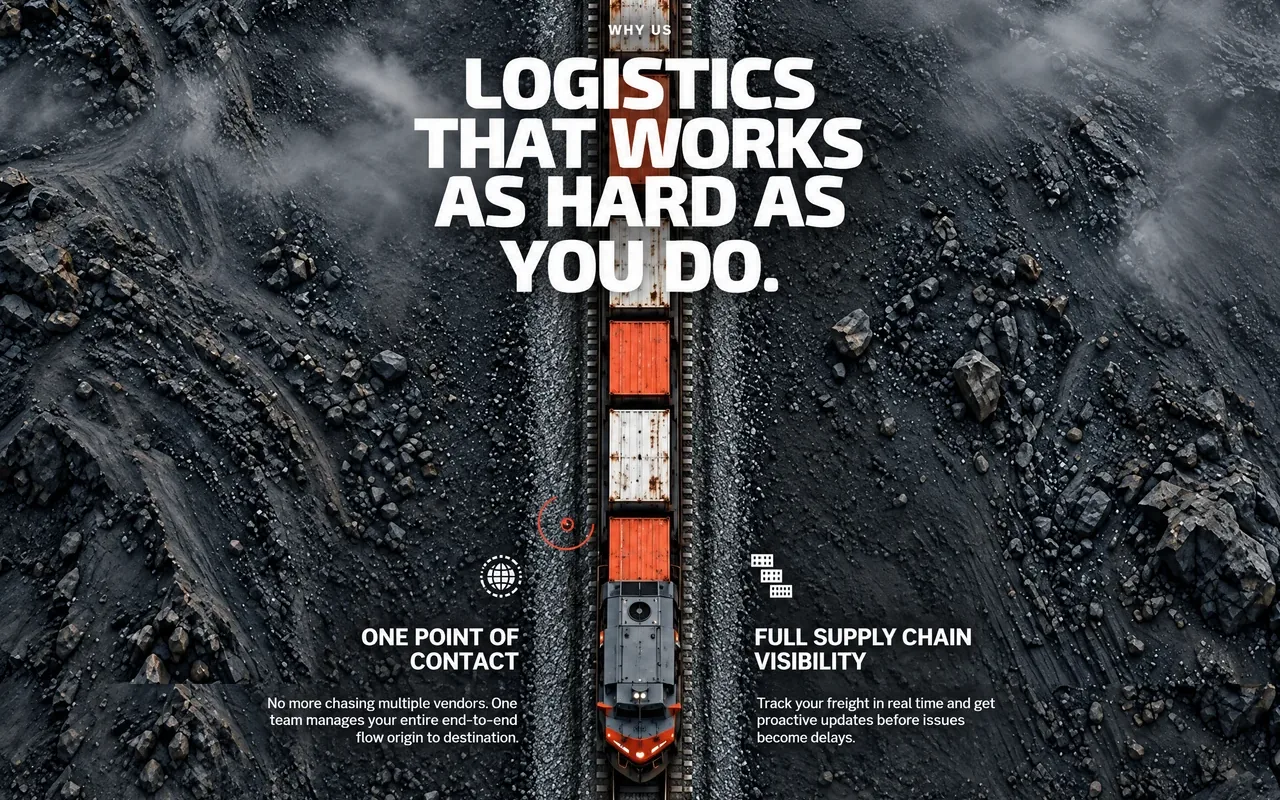 WHY US
LOGISTICS
THAT WORKS
AS HARD AS
YOU DO.
ONE POINT OF
CONTACT
No more chasing multiple vendors. One
team manages your entire end-to-end
flow origin to destination.
FULL SUPPLY CHAIN
VISIBILITY
Track your freight in real time and get
proactive updates before issues
become delays.